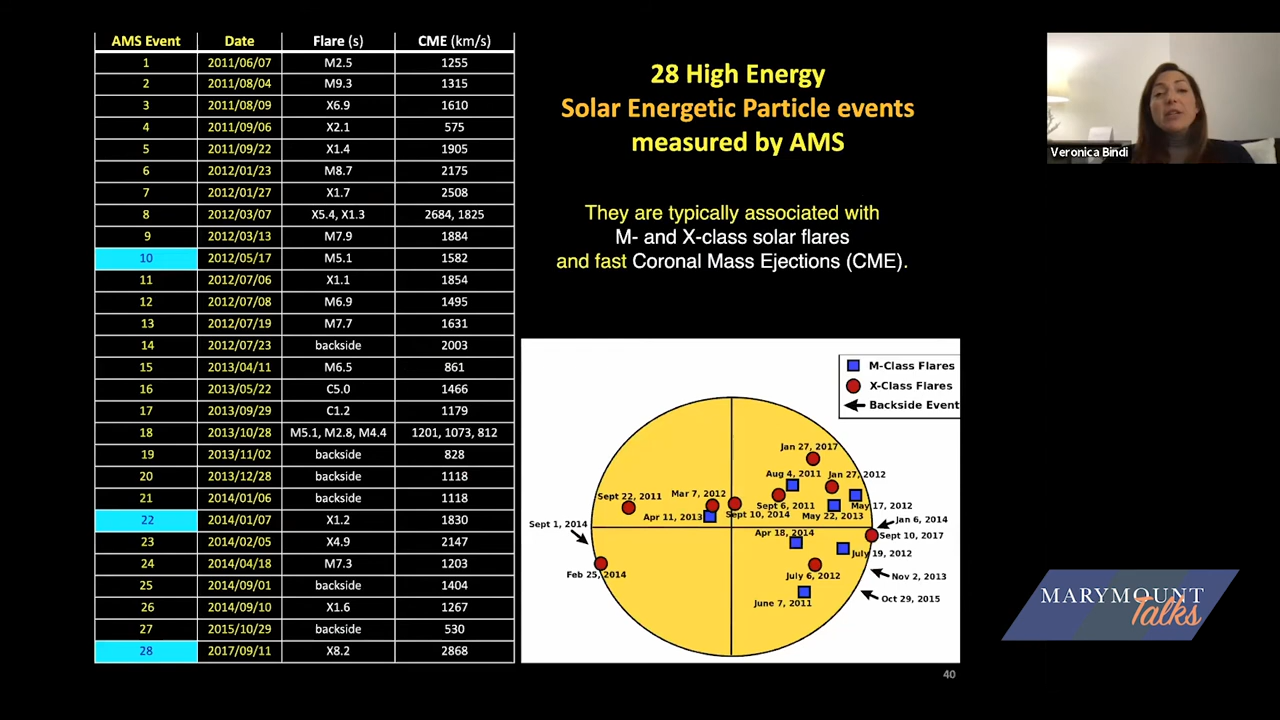 AMS Event Date Flare (s) CME (km/s)
1 2011/06/07 M2.5 1255
2 2011/08/04 M9.3 1315
3 2011/08/09 X6.9 1610
4 2011/09/06 X2.1 575
5 2011/09/22 X1.4 1905
6 2012/01/23 M8.7 2175
7 2012/01/27 X1.7 2508
8 2012/03/07 X5.4, X1.3 2684, 1825
9 2012/03/13 M7.9 1884
10 2012/05/17 M5.1 1582
11 2012/07/06 X1.1 1854
12 2012/07/08 M6.9 1495
13 2012/07/19 M7.7 1631
14 2012/07/23 backside 2003
15 2013/04/11 M6.5 861
16 2013/05/22 C5.0 1466
17 2013/09/29 C1.2 1179
18 2013/10/28 M5.1, M2.8, M4.4 1201, 1073, 812
19 2013/11/02 backside 828
20 2013/12/28 backside 1118
21 2014/01/06 backside 1118
22 2014/01/07 X1.2 1830
23 2014/02/05 X4.9 2147
24 2014/04/18 M7.3 1203
25 2014/09/01 backside 1404
26 2014/09/10 X1.6 1267
27 2015/10/29 backside 530
28 2017/09/11 X8.2 2868
28 High Energy
Solar Energetic Particle events
measured by AMS
They are typically associated with
M- and X-class solar flares
and fast Coronal Mass Ejections (CME).
M-Class Flares
X-Class Flares
Backside Event
Jan 27, 2017
Aug 4, 2011
Jan 27, 2012
Sept 22, 2011
Mar 7, 2012
Sept 6, 2011
May 17, 2012
Apr 11, 2013
Sept 10, 2014
May 22, 2013
Sept 1, 2014
Jan 6, 2014
Apr 18, 2014
Sept 10, 2017
July 19, 2012
Feb 25, 2014
July 6, 2012
Nov 2, 2013
June 7, 2011
Oct 29, 2015
40
Veronica Bindi
MARYMOUNT
Talks